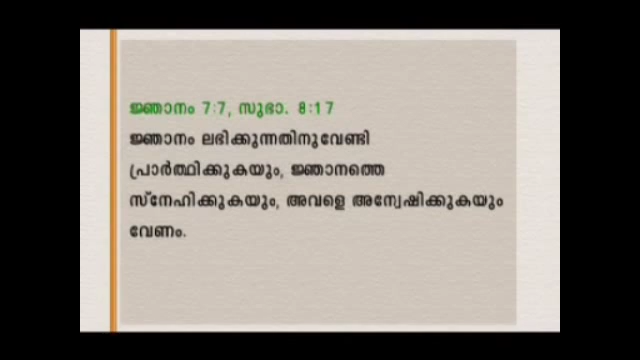 ജ്ഞാനം 7:7, സുഭാ. 8:17
ജ്ഞാനം ലഭിക്കുന്നതിനുവേണ്ടി
പ്രാർത്ഥിക്കുകയും, ജ്ഞാനത്തെ
സ്നേഹിക്കുകയും, അവളെ അന്വേഷിക്കുകയും
വേണം.